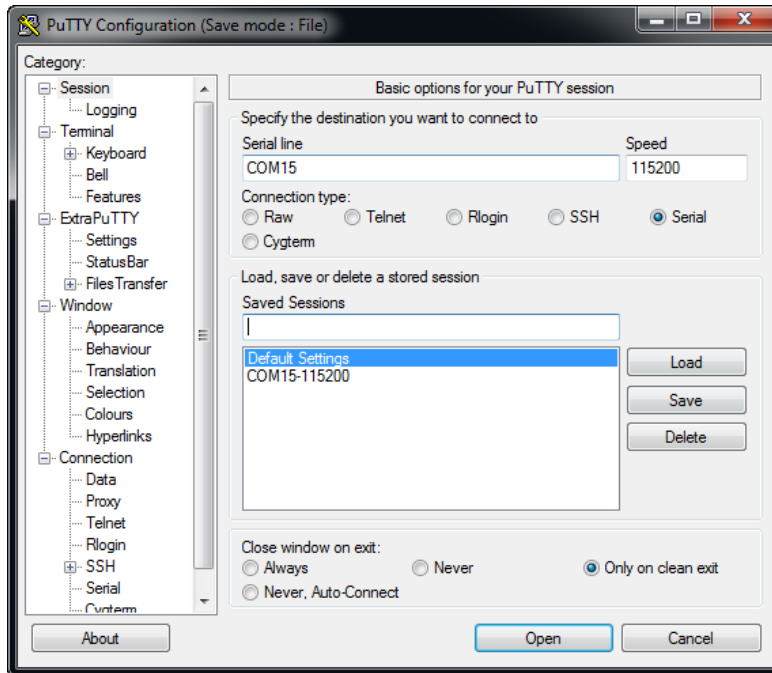 PuTTY Configuration (Save mode : File)
Category:
Session
Logging
Terminal
Keyboard
Bell
Features
ExtraPuTTY
Settings
StatusBar
FilesTransfer
Window
Appearance
Behaviour
Translation
Selection
Colours
Hyperlinks
Connection
Data
Proxy
Telnet
Rlogin
SSH
Serial
Cygterm
About
Basic options for your PuTTY session
Specify the destination you want to connect to
Serial line Speed
COM15 115200
Connection type:
Raw Telnet Rlogin SSH Serial
Cygterm
Load, save or delete a stored session
Saved Sessions
Default Settings
COM15-115200
Load
Save
Delete
Close window on exit:
Always Never Only on clean exit
Never, Auto-Connect
Open Cancel